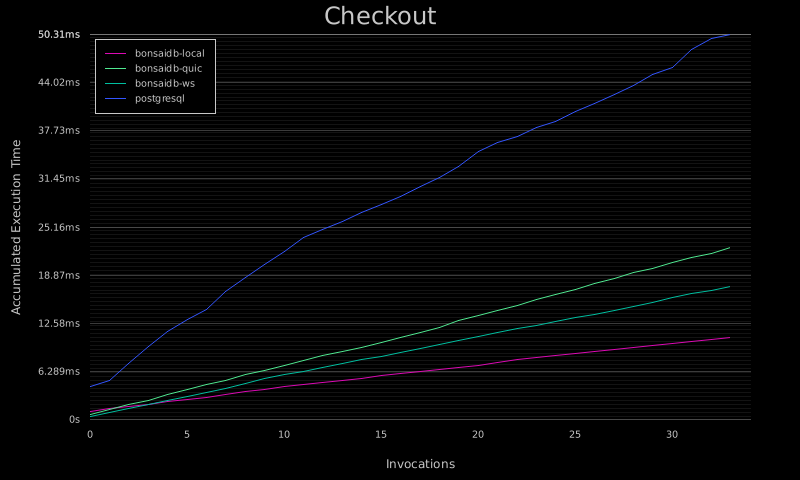 Checkout
50.31ms
44.02ms
37.73ms
31.45ms
25.16ms
18.87ms
12.58ms
6.289ms
0s
Accumulated Execution Time
bonsaidb-local
bonsaidb-quic
bonsaidb-ws
postgresql
0 5 10 15 20 25 30
Invocations